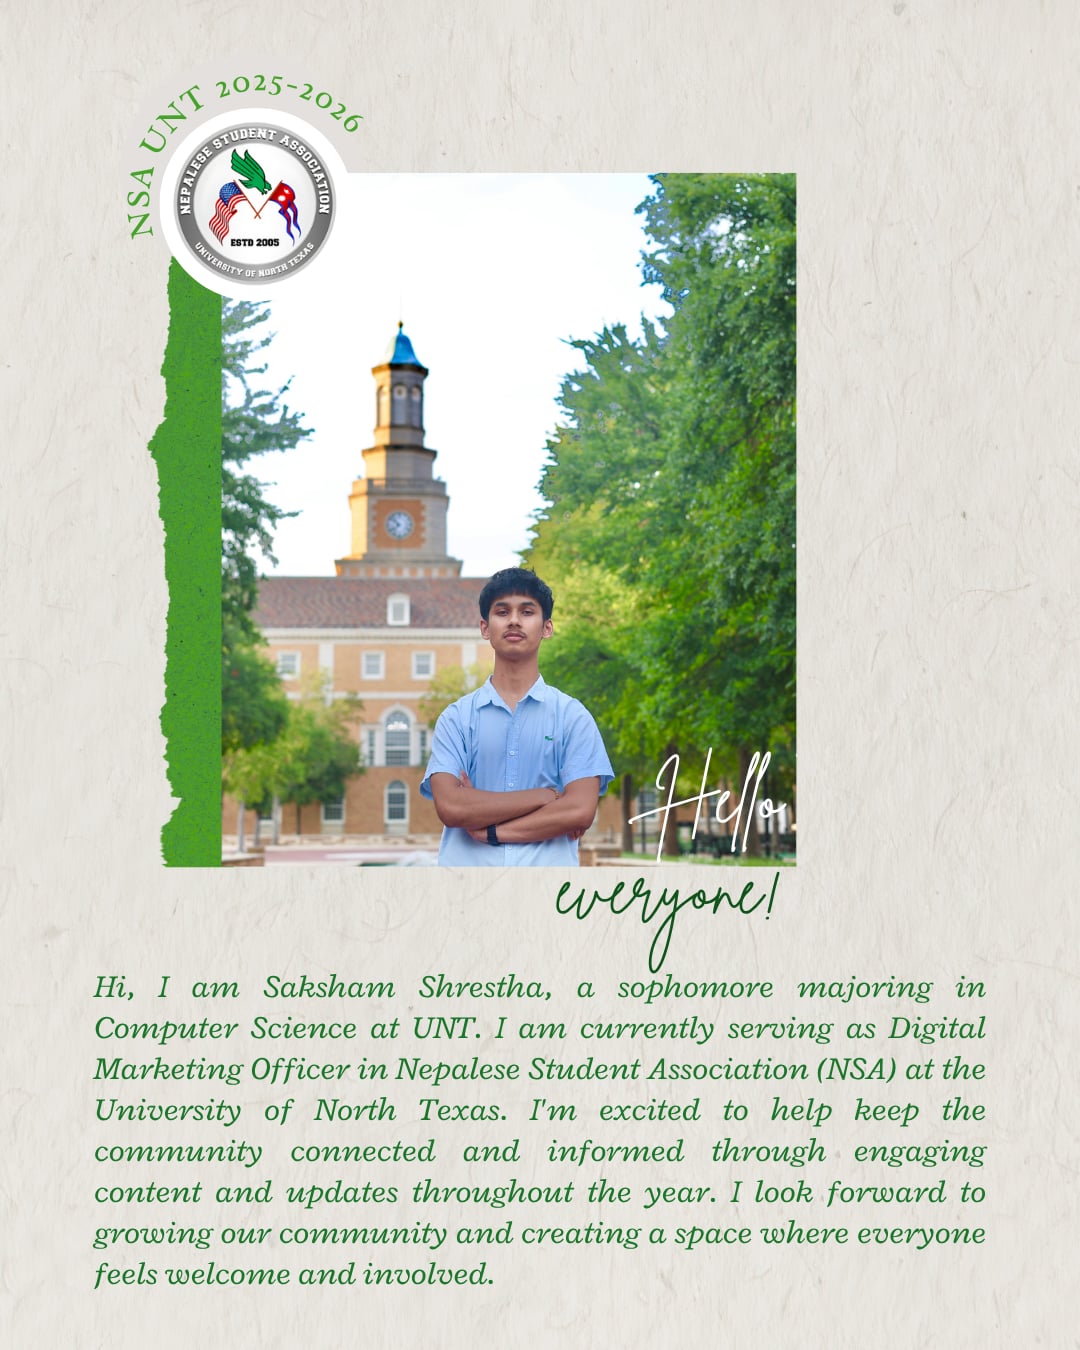 NSA UNT 2025-2026
NEPALESE STUDENT ASSOCIATION
ESTD 2005
UNIVERSITY OF NORTH TEXAS
Hello
everyone!
Hi, I am Saksham Shrestha, a sophomore majoring in
Computer Science at UNT. I am currently serving as Digital
Marketing Officer in Nepalese Student Association (NSA) at the
University of North Texas. I'm excited to help keep the
community connected and informed through engaging
content and updates throughout the year. I look forward to
growing our community and creating a space where everyone
feels welcome and involved.